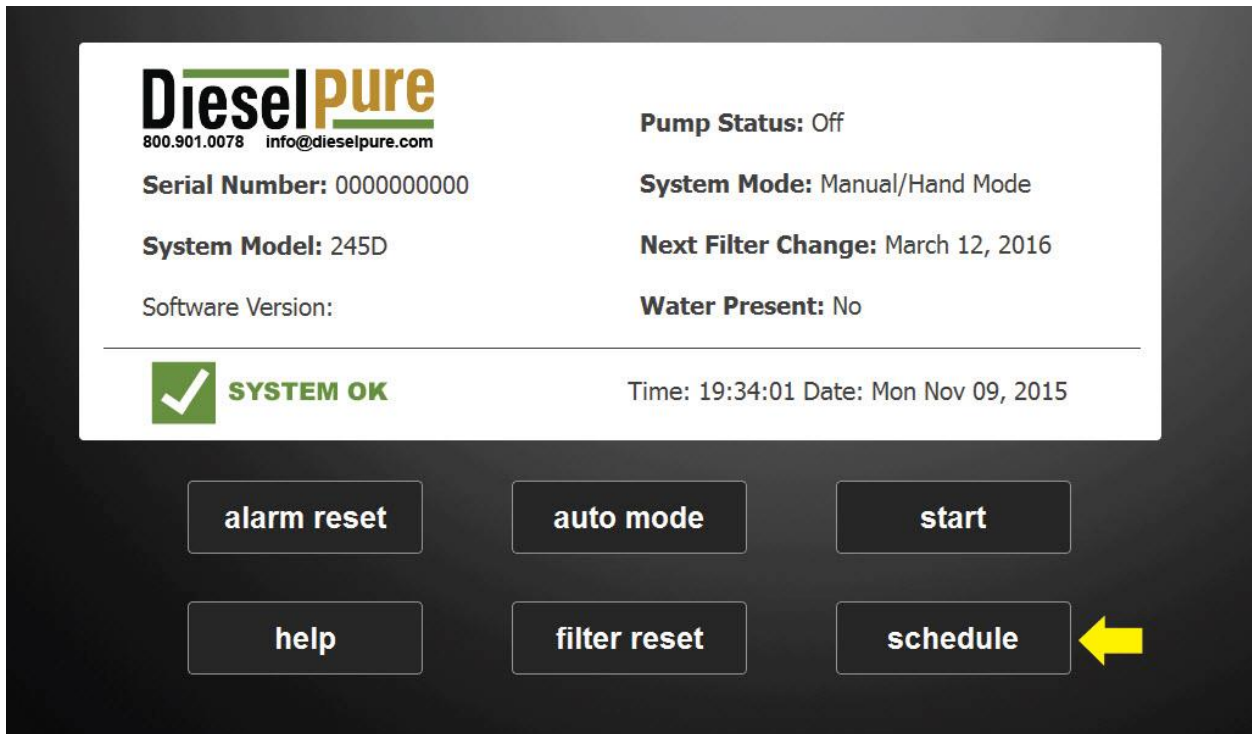 DieselPure
800.901.0078 info@dieselpure.com
Serial Number: 0000000000
System Model: 245D
Software Version:
Pump Status: Off
System Mode: Manual/Hand Mode
Next Filter Change: March 12, 2016
Water Present: No
SYSTEM OK
Time: 19:34:01 Date: Mon Nov 09, 2015
alarm reset
auto mode
start
help
filter reset
schedule